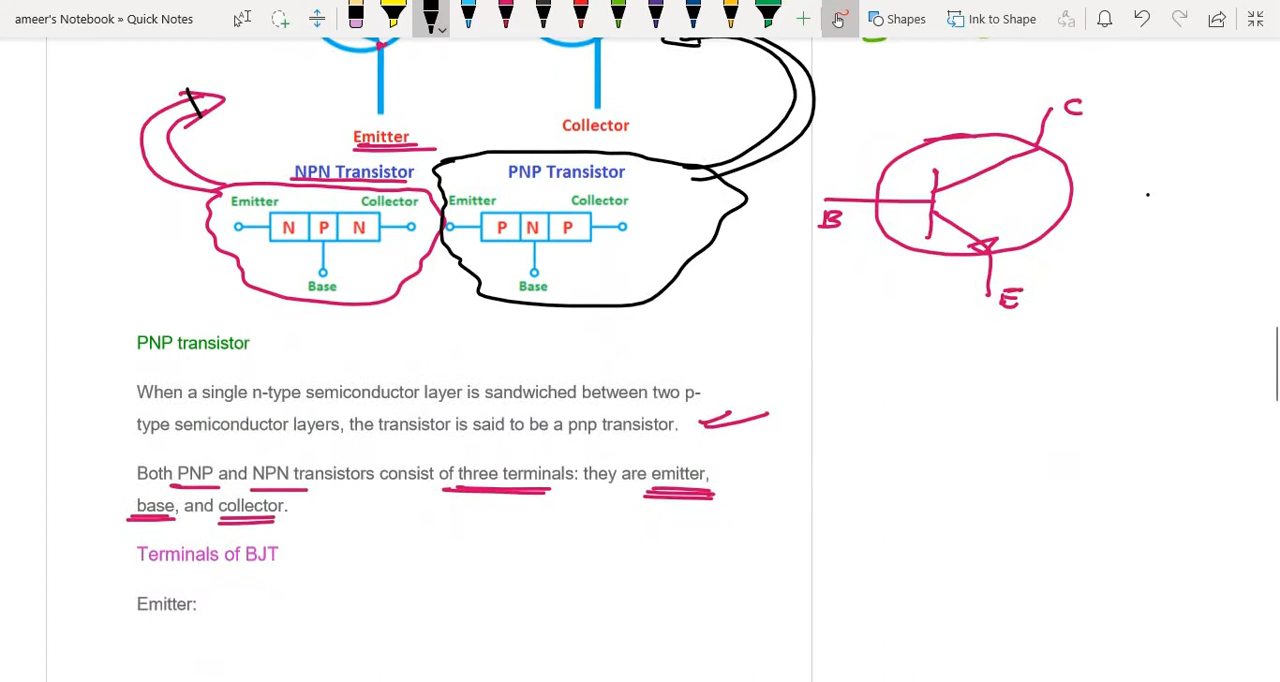 ameer's Notebook » Quick Notes
Shapes
Ink to Shape
Emitter
Collector
NPN Transistor
PNP Transistor
Emitter
Collector
Emitter
Collector
N P N
P N P
Base
Base
C
B
E
PNP transistor
When a single n-type semiconductor layer is sandwiched between two p-
type semiconductor layers, the transistor is said to be a pnp transistor.
Both PNP and NPN transistors consist of three terminals: they are emitter,
base, and collector.
Terminals of BJT
Emitter: